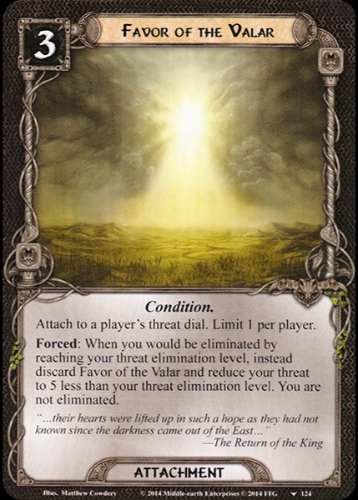 3
FAVOR OF THE VALAR
Condition.
Attach to a player's threat dial. Limit 1 per player.
Forced: When you would be eliminated by
reaching your threat elimination level, instead
discard Favor of the Valar and reduce your threat
to 5 less than your threat elimination level. You
are not eliminated.
“...their hearts were lifted up in such a hope as they had not
known since the darkness came out of the East...”
—The Return of the King
ATTACHMENT
Illus. Matthew Cowdery © 2014 Middle-earth Enterprises © 2014 FFG 124